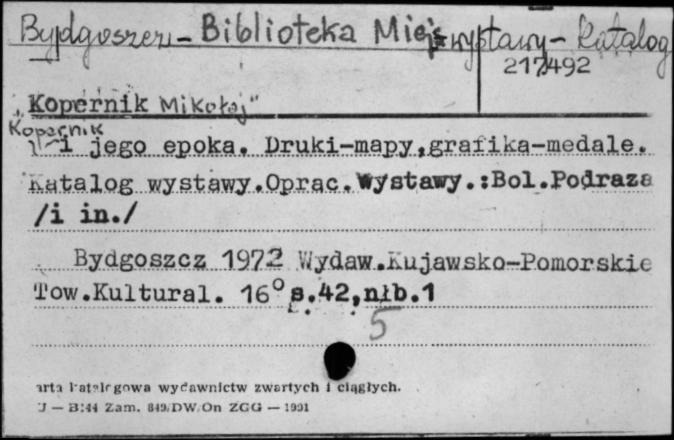 Bydgoszcz - Biblioteka Miejs - wystawy - Katalog
217492
"Kopernik Mikołaj"
Kopernik
i jego epoka. Druki-mapy,grafika-medale.
Katalog wystawy.Oprac.Wystawy.:Bol.Podraza
/i in./
Bydgoszcz 1972 Wydaw.Kujawsko-Pomorskie
Tow.Kultural. 16° s.42,nlb.1
5
arta katalogowa wydawnictw zwartych i ciągłych.
Zam. 849/DW/On ZGG — 1991